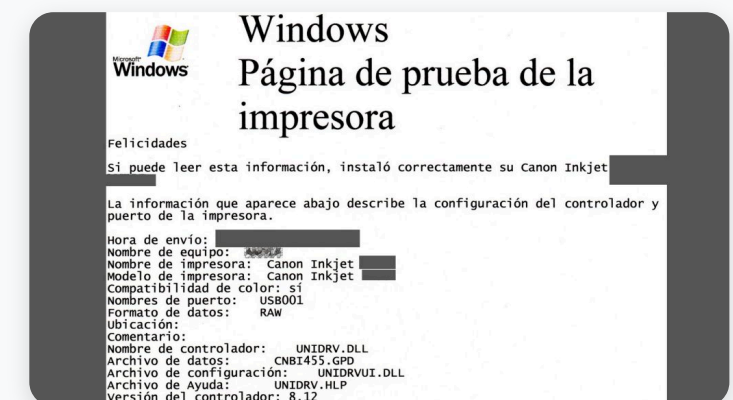 Microsoft
Windows
Windows
Página de prueba de la
impresora
Felicidades
Si puede leer esta información, instaló correctamente su Canon Inkjet
La información que aparece abajo describe la configuración del controlador y
puerto de la impresora.
Hora de envío:
Nombre de equipo:
Nombre de impresora: Canon Inkjet
Modelo de impresora: Canon Inkjet
Compatibilidad de color: sí
Nombres de puerto: USB001
Formato de datos: RAW
Ubicación:
Comentario:
Nombre de controlador: UNIDRV.DLL
Archivo de datos: CNBI455.GPD
Archivo de configuración: UNIDRVUI.DLL
Archivo de Ayuda: UNIDRV.HLP
Versión del controlador: 8.12